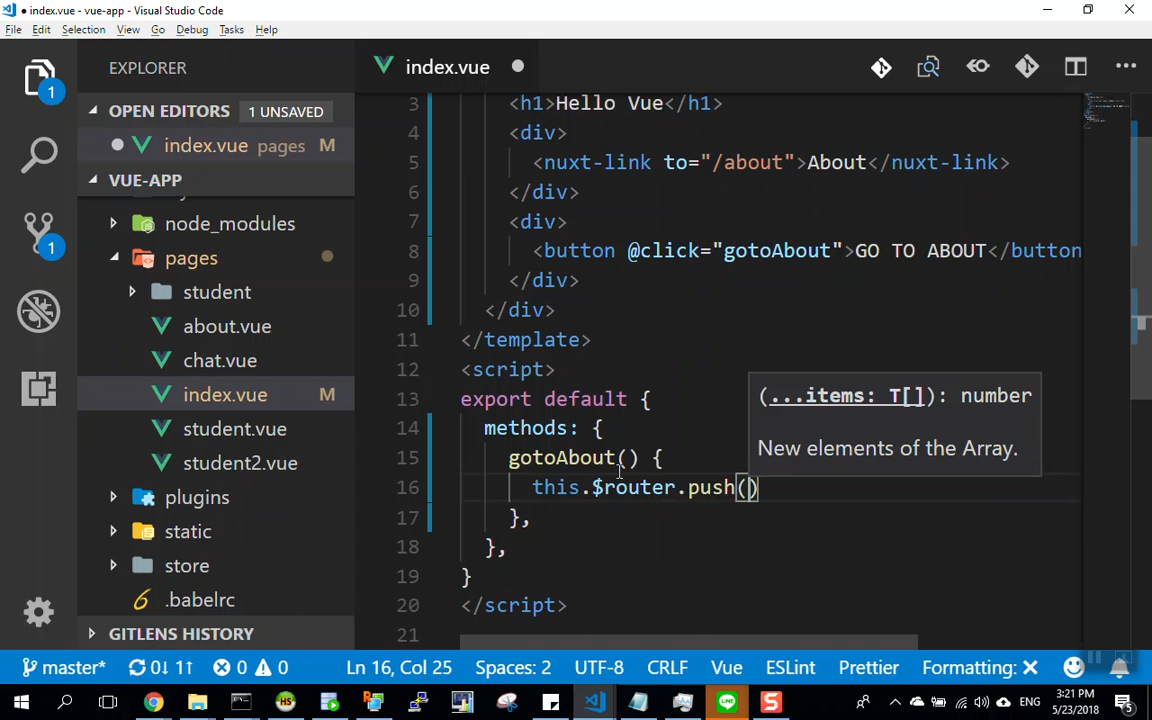 index.vue - vue-app - Visual Studio Code
File Edit Selection View Go Debug Tasks Help
EXPLORER
index.vue
OPEN EDITORS 1 UNSAVED
index.vue pages M
VUE-APP
node_modules
pages
student
about.vue
chat.vue
index.vue M
student.vue
student2.vue
plugins
static
store
.babelrc
GITLENS HISTORY
1
1
3 <h1>Hello Vue</h1>
4 <div>
5 <nuxt-link to="/about">About</nuxt-link>
6 </div>
7 <div>
8 <button @click="gotoAbout">GO TO ABOUT</button
9 </div>
10 </div>
11 </template>
12 <script>
13 export default {
14 methods: {
15 gotoAbout() {
16 this.$router.push()
17 },
18 },
19 }
20 </script>
21
(...items: T[]): number
New elements of the Array.
master* 0↓ 1↑ 0 0 Ln 16, Col 25 Spaces: 2 UTF-8 CRLF Vue ESLint Prettier Formatting: ✕
ENG
3:21 PM
5/23/2018
5